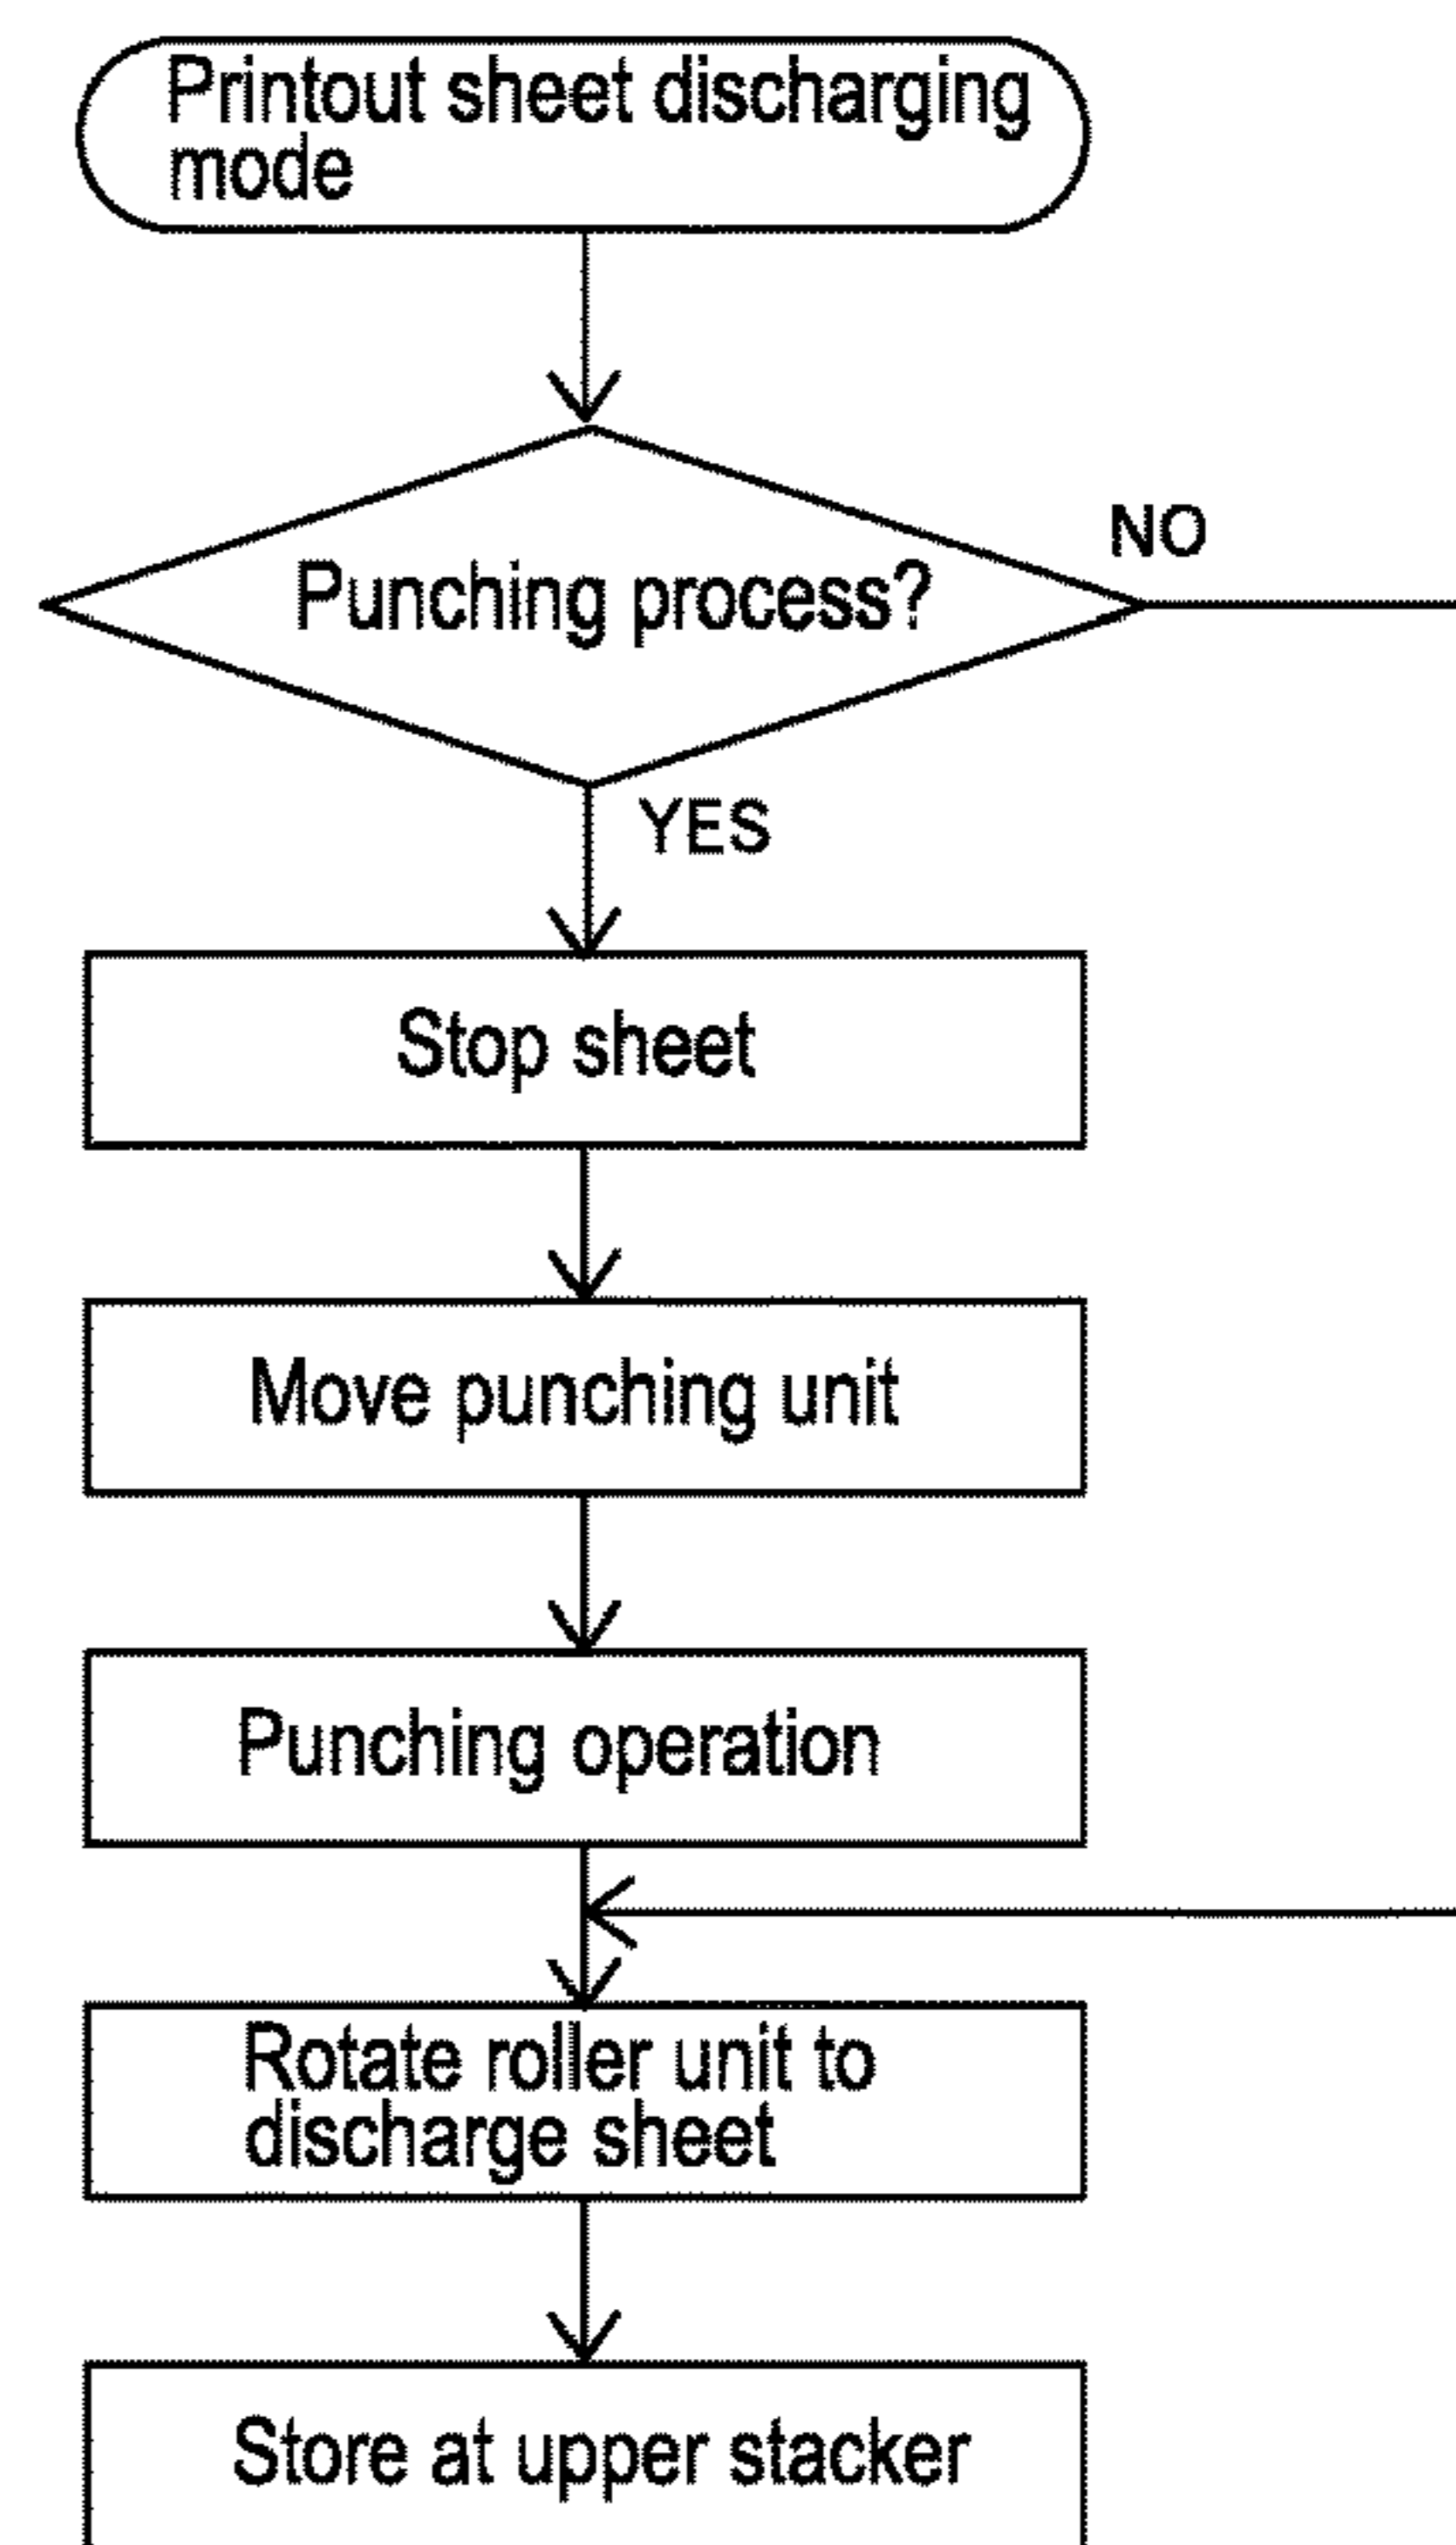 Printout sheet discharging
mode
Punching process?
NO
YES
Stop sheet
Move punching unit
Punching operation
Rotate roller unit to
discharge sheet
Store at upper stacker